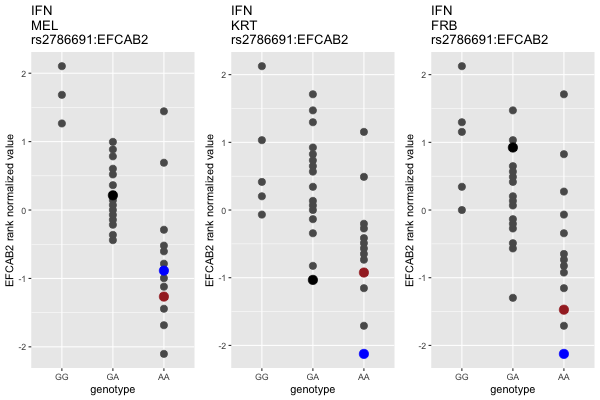 IFN
MEL
rs2786691:EFCAB2
EFCAB2 rank normalized value
2
1
0
-1
-2
GG
GA
AA
genotype
IFN
KRT
rs2786691:EFCAB2
EFCAB2 rank normalized value
2
1
0
-1
-2
GG
GA
AA
genotype
IFN
FRB
rs2786691:EFCAB2
EFCAB2 rank normalized value
2
1
0
-1
-2
GG
GA
AA
genotype